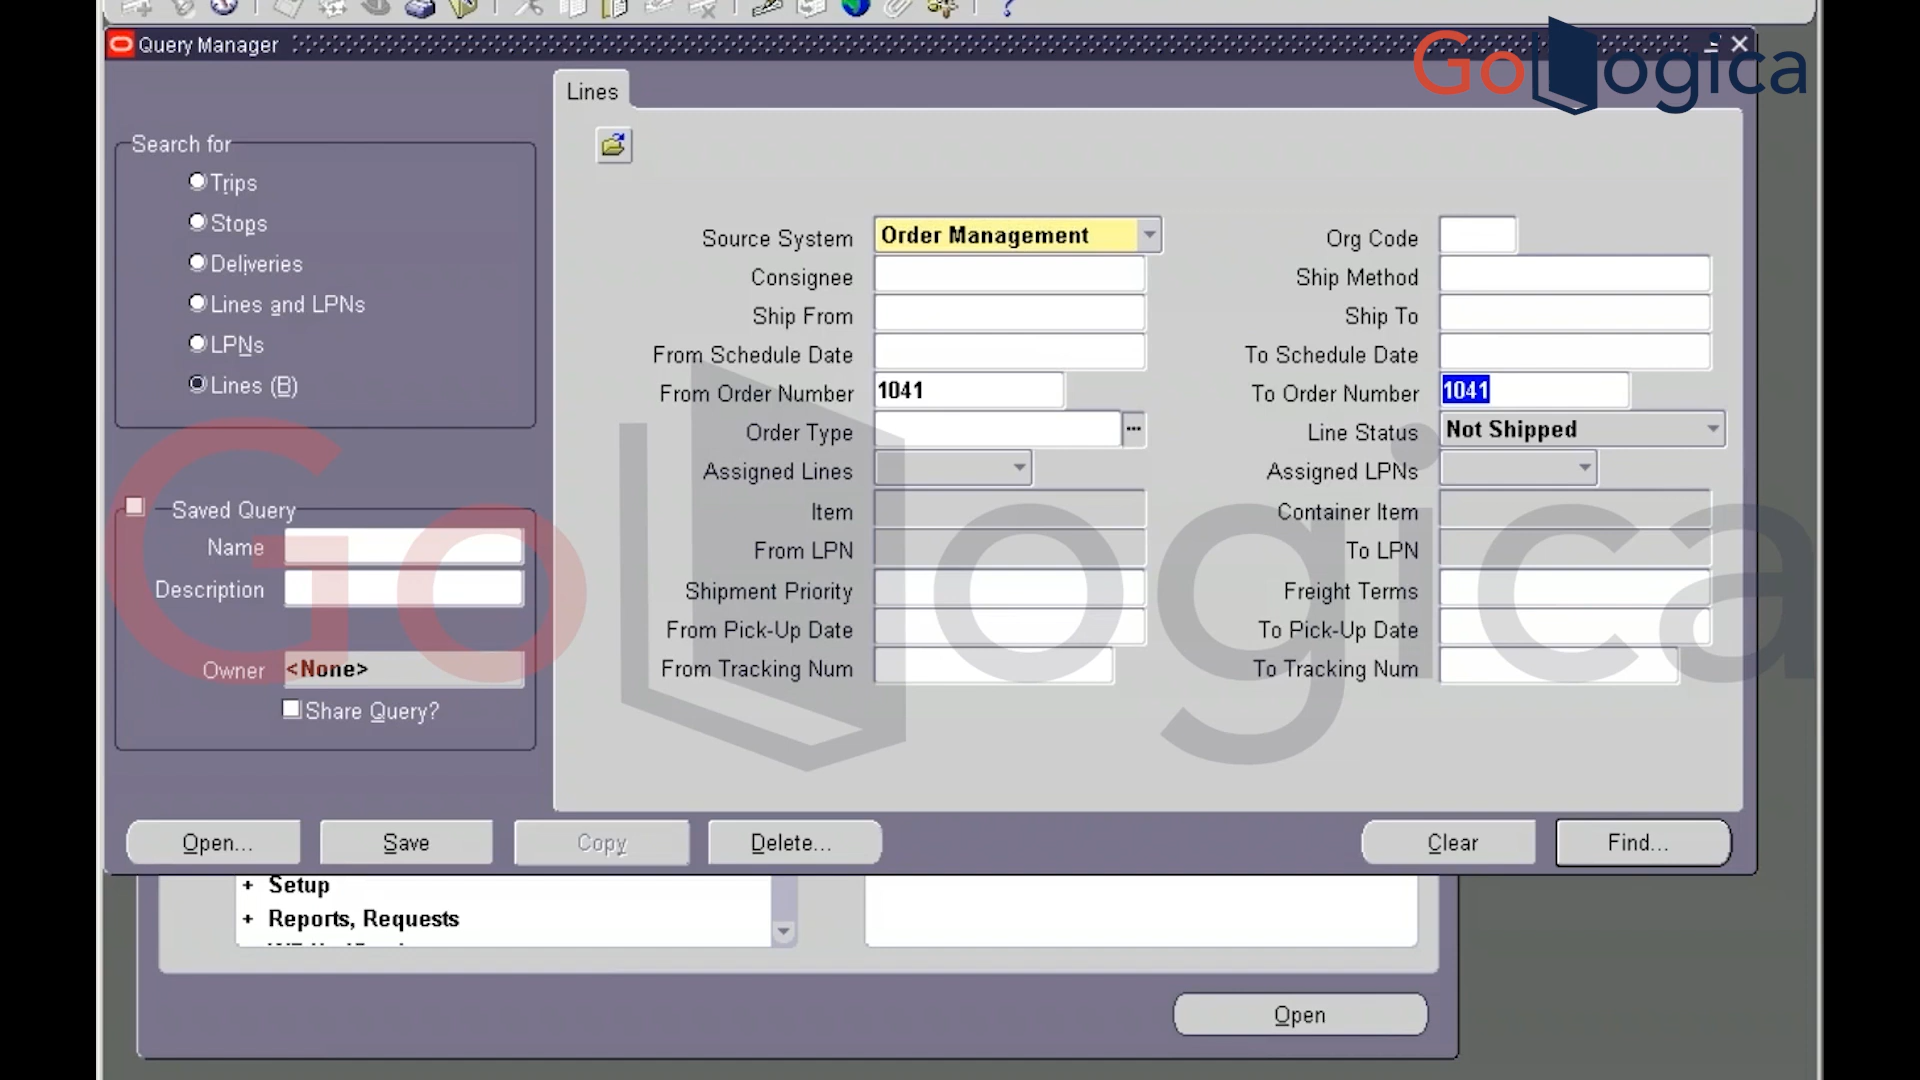 Query Manager
GoLogica
Lines
Search for
Trips
Stops
Deliveries
Lines and LPNs
LPNs
Lines (B)
Source System Order Management Org Code
Consignee Ship Method
Ship From Ship To
From Schedule Date To Schedule Date
From Order Number 1041 To Order Number 1041
Order Type ... Line Status Not Shipped
Assigned Lines Assigned LPNs
Item Container Item
From LPN To LPN
Shipment Priority Freight Terms
From Pick-Up Date To Pick-Up Date
From Tracking Num To Tracking Num
Saved Query
Name
Description
Owner <None>
Share Query?
GoLogica
Open... Save Copy Delete... Clear Find...
+ Setup
+ Reports, Requests
Open